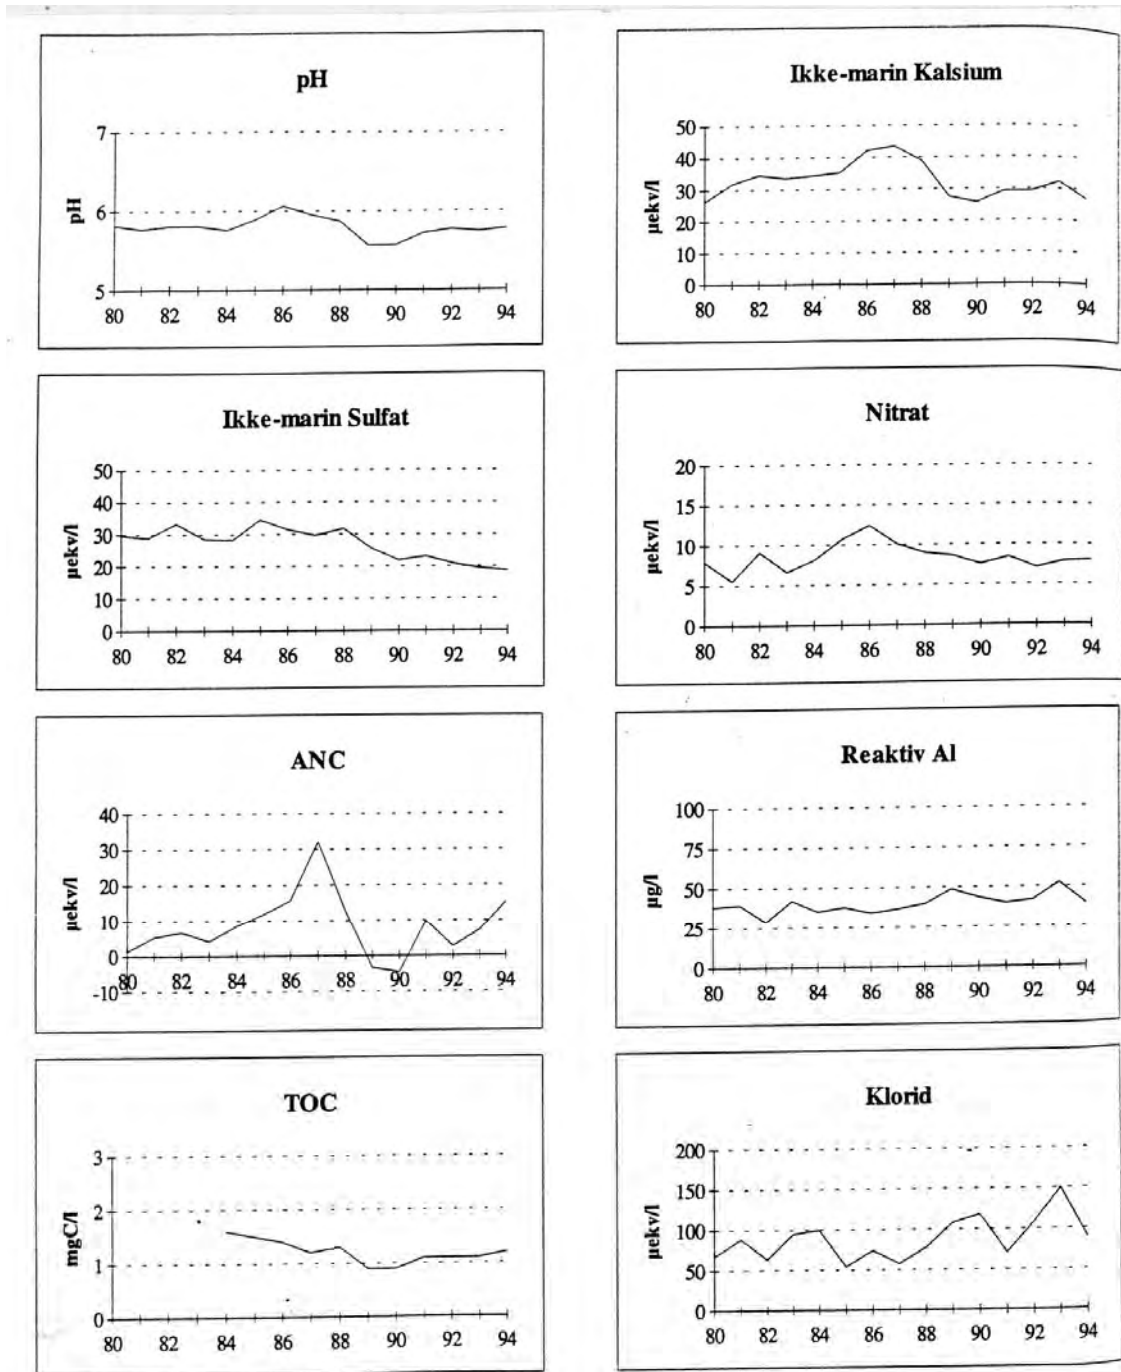 pH
7
6
5
pH
80 82 84 86 88 90 92 94
Ikke-marin Kalsium
50
40
30
20
10
0
µekv/l
80 82 84 86 88 90 92 94
Ikke-marin Sulfat
50
40
30
20
10
0
µekv/l
80 82 84 86 88 90 92 94
Nitrat
20
15
10
5
0
µekv/l
80 82 84 86 88 90 92 94
ANC
40
30
20
10
0
-10
µekv/l
80 82 84 86 88 90 92 94
Reaktiv Al
100
75
50
25
0
µg/l
80 82 84 86 88 90 92 94
TOC
3
2
1
0
mgC/l
80 82 84 86 88 90 92 94
Klorid
200
150
100
50
0
µekv/l
80 82 84 86 88 90 92 94